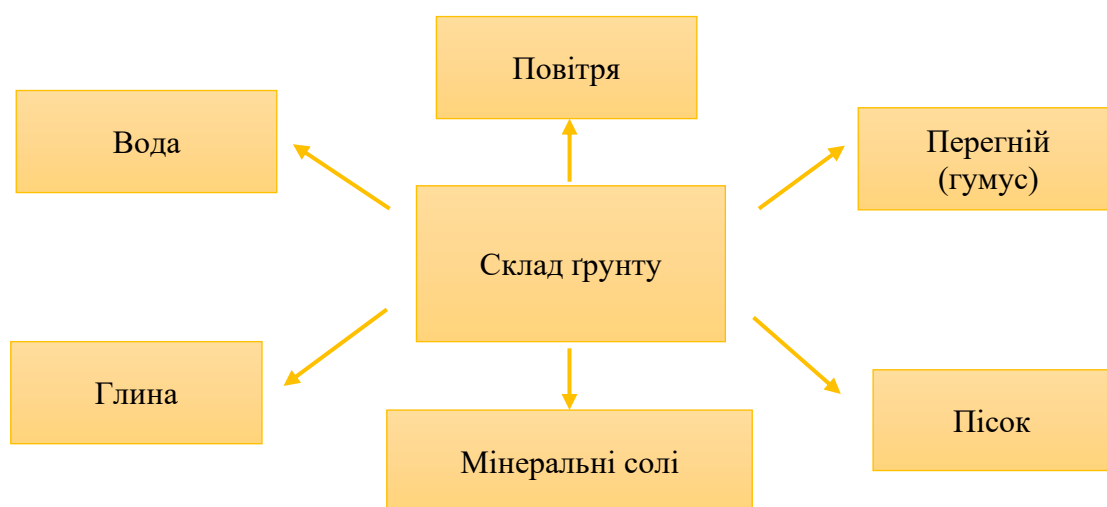 Повітря
Вода
Перегній
(гумус)
Склад ґрунту
Глина
Пісок
Мінеральні солі